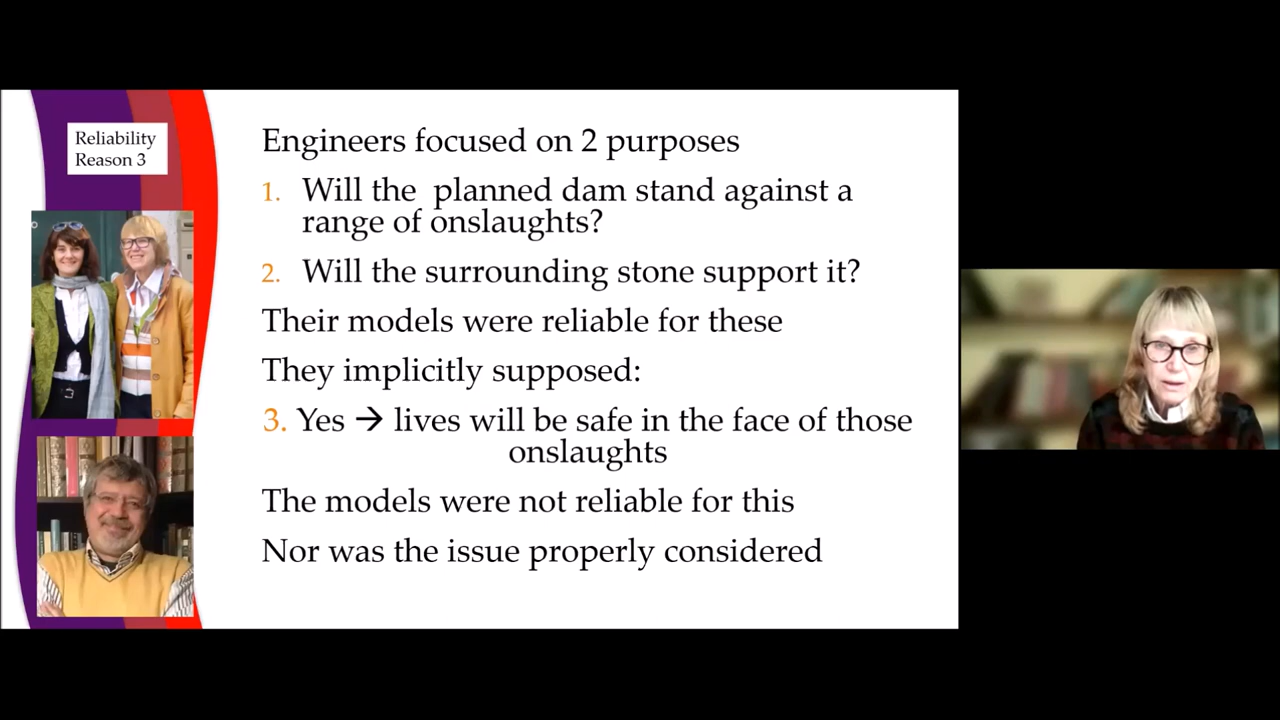 Reliability
Reason 3
Engineers focused on 2 purposes
1. Will the planned dam stand against a
range of onslaughts?
2. Will the surrounding stone support it?
Their models were reliable for these
They implicitly supposed:
3. Yes → lives will be safe in the face of those
onslaughts
The models were not reliable for this
Nor was the issue properly considered